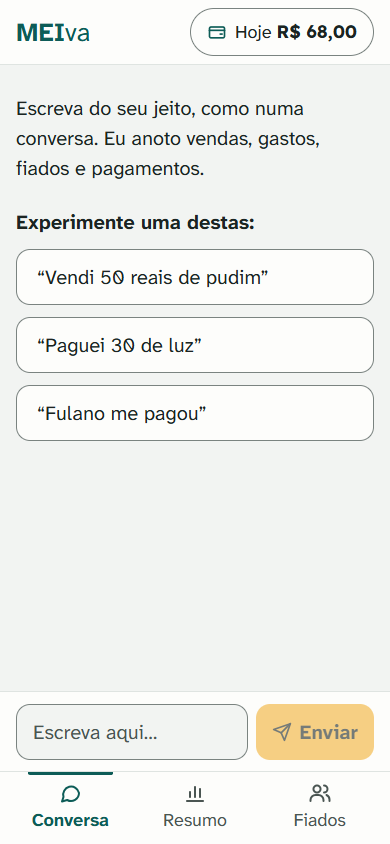 MEIva
Hoje R$ 68,00
Escreva do seu jeito, como numa
conversa. Eu anoto vendas, gastos,
fiados e pagamentos.
Experimente uma destas:
“Vendi 50 reais de pudim”
“Paguei 30 de luz”
“Fulano me pagou”
Escreva aqui...
Enviar
Conversa
Resumo
Fiados